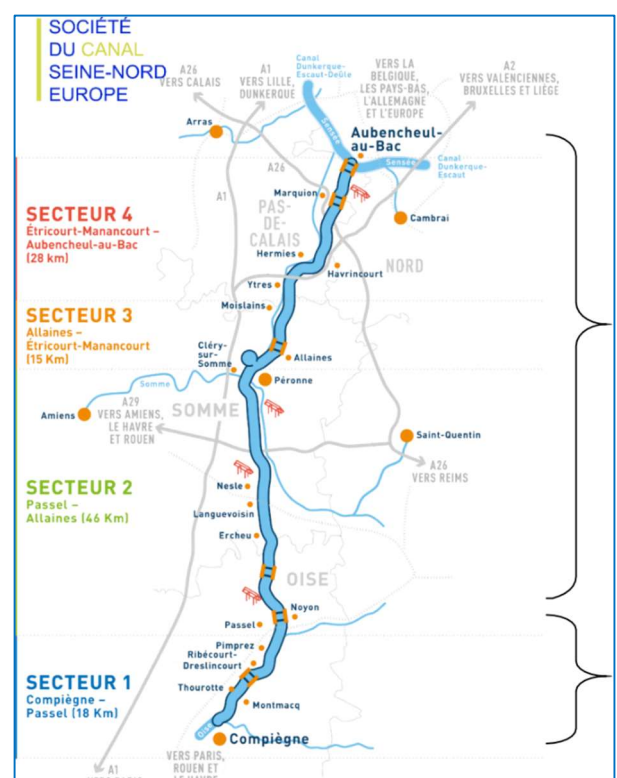 SOCIÉTÉ
DU CANAL
SEINE-NORD
EUROPE
A26
VERS CALAIS
A1
VERS LILLE,
DUNKERQUE
Canal
Dunkerque-
Escaut-Deûle
VERS LA
BELGIQUE,
LES PAYS-BAS,
L'ALLEMAGNE
ET L'EUROPE
A2
VERS VALENCIENNES,
BRUXELLES ET LIÈGE
Arras
Sensée
Aubencheul-
au-Bac
Sensée
Canal
Dunkerque-
Escaut
A26
A1
Marquion
PAS-
DE-
CALAIS
Cambrai
SECTEUR 4
Étricourt-Manancourt –
Aubencheul-au-Bac
(28 km)
Hermies
NORD
Havrincourt
Ytres
Moislains
SECTEUR 3
Allaines –
Étricourt-Manancourt
(15 Km)
Cléry-
sur-
Somme
Allaines
Péronne
Somme
SOMME
Amiens
A29
VERS AMIENS,
LE HAVRE
ET ROUEN
Saint-Quentin
A26
VERS REIMS
SECTEUR 2
Passel –
Allaines (46 Km)
Nesle
Languevoisin
Ercheu
OISE
Noyon
Passel
Pimprez
Ribécourt-
Dreslincourt
SECTEUR 1
Compiègne –
Passel (18 Km)
Thourotte
Montmacq
Oise
Compiègne
A1
VERS PARIS,
ROUEN ET